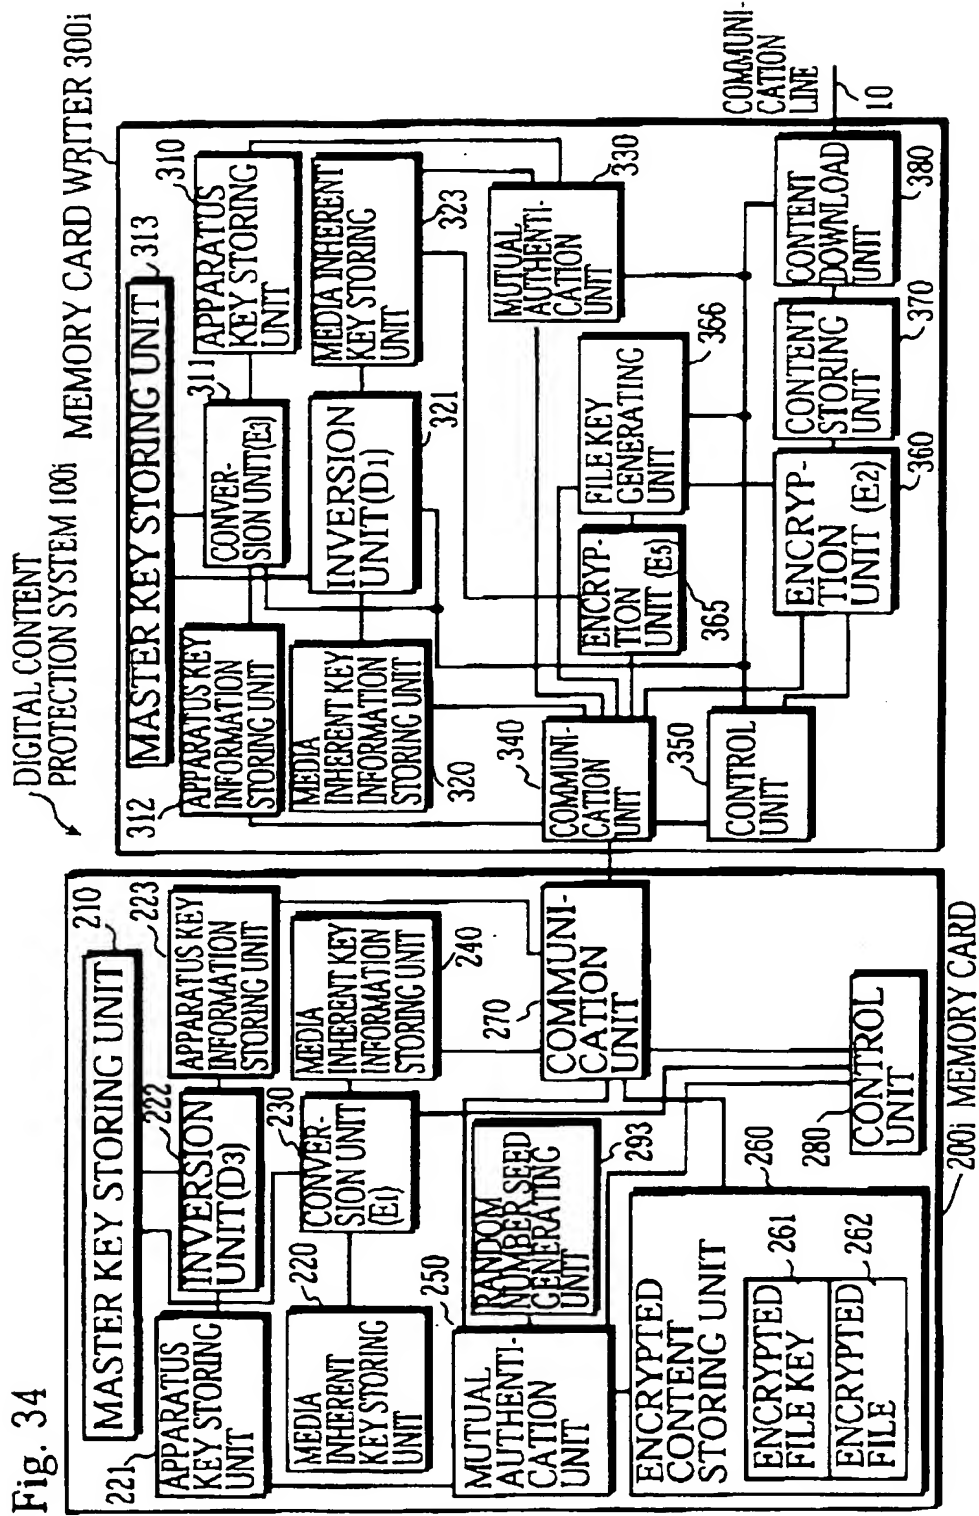 Fig. 34
DIGITAL CONTENT
PROTECTION SYSTEM 100i
MASTER KEY STORING UNIT
210
221
APPARATUS
KEY STORING
UNIT
222
INVERSION
UNIT(D3)
223
APPARATUS KEY
INFORMATION
STORING UNIT
220
MEDIA
INHERENT
KEY STORING
UNIT
230
CONVER-
SION UNIT
(E1)
MEDIA
INHERENT KEY
INFORMATION
STORING UNIT
240
250
MUTUAL
AUTHENTI-
CATION
UNIT
RANDOM
NUMBER SEED
GENERATING
UNIT
293
270
COMMUNI-
CATION
UNIT
ENCRYPTED
CONTENT
STORING UNIT
260
ENCRYPTED
FILE KEY
261
ENCRYPTED
FILE
262
280
CONTROL
UNIT
200i MEMORY CARD
MEMORY CARD WRITER 300i
MASTER KEY STORING UNIT
313
312
APPARATUS KEY
INFORMATION
STORING UNIT
311
CONVER-
SION UNIT(E3)
310
APPARATUS
KEY STORING
UNIT
MEDIA
INHERENT KEY
INFORMATION
STORING UNIT
320
INVERSION
UNIT(D1)
321
MEDIA INHERENT
KEY STORING
UNIT
323
340
COMMUNI-
CATION
UNIT
MUTUAL
AUTHENTI-
CATION
UNIT
330
ENCRYP-
TION
UNIT (E5)
365
FILE KEY
GENERATING
UNIT
366
350
CONTROL
UNIT
ENCRYP-
TION
UNIT (E2)
360
CONTENT
STORING
UNIT
370
CONTENT
DOWNLOAD
UNIT
380
COMMUNI-
CATION
LINE
10